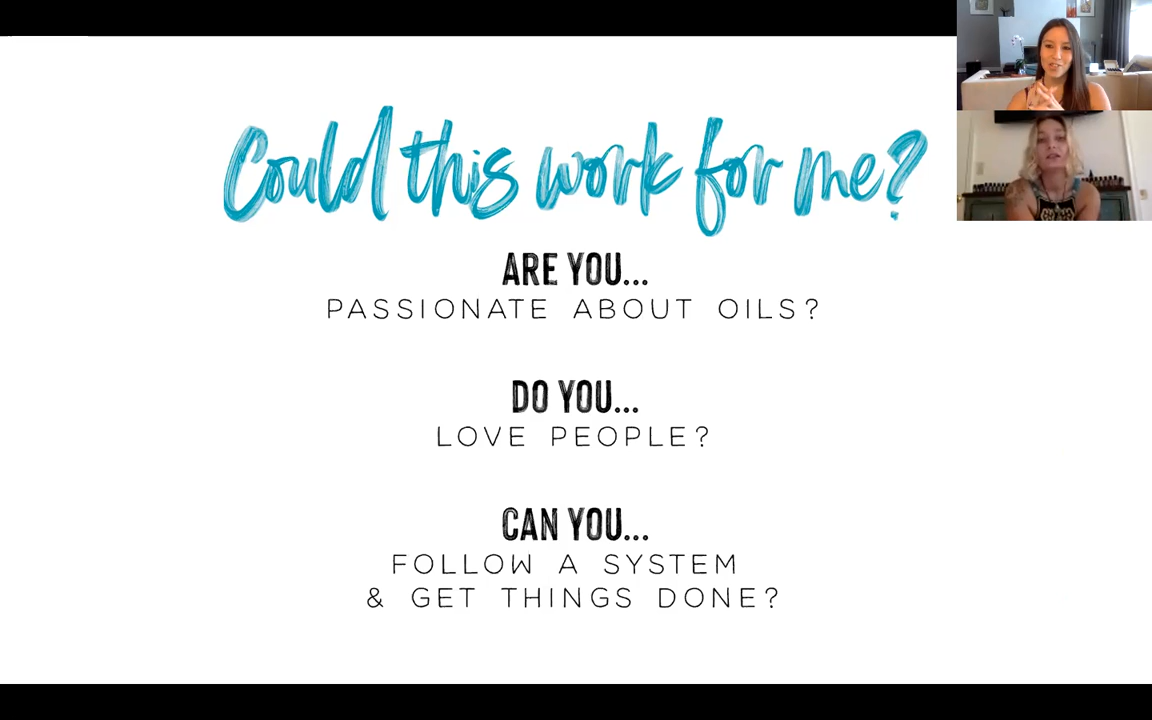 Could this work for me?
ARE YOU...
PASSIONATE ABOUT OILS?
DO YOU...
LOVE PEOPLE?
CAN YOU...
FOLLOW A SYSTEM
& GET THINGS DONE?